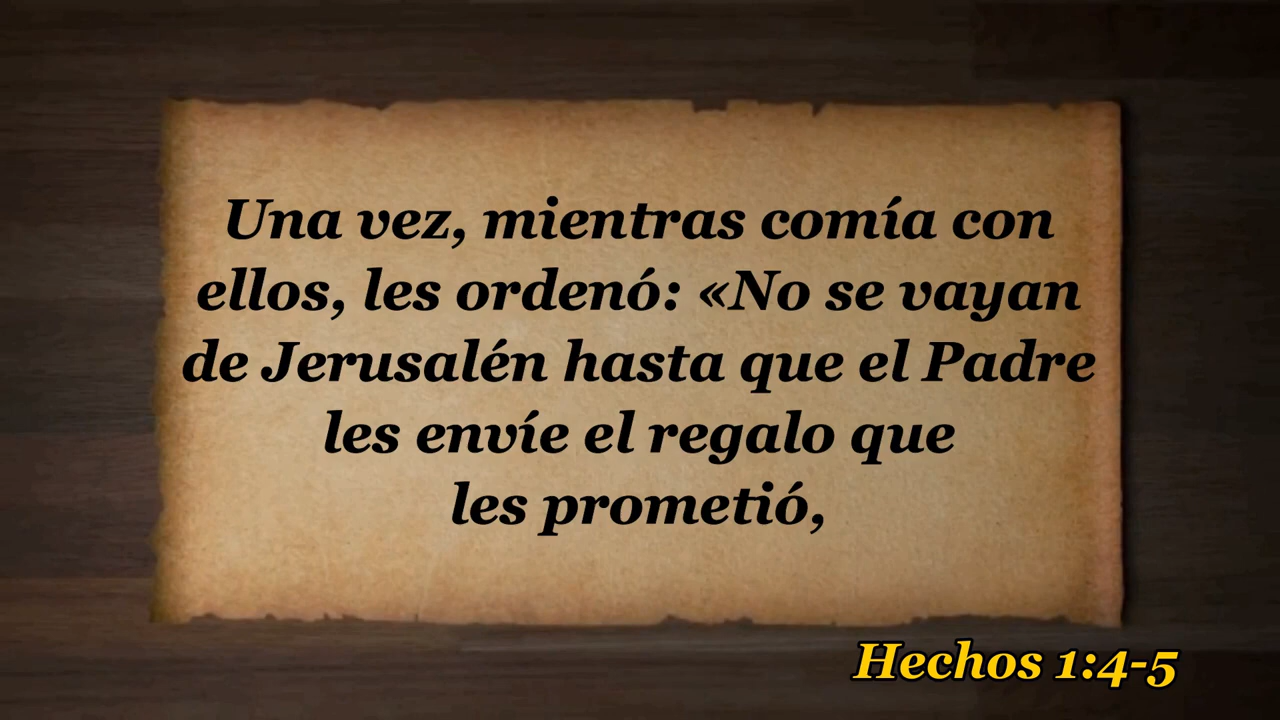 Una vez, mientras comía con
ellos, les ordenó: «No se vayan
de Jerusalén hasta que el Padre
les envíe el regalo que
les prometió,
Hechos 1:4-5